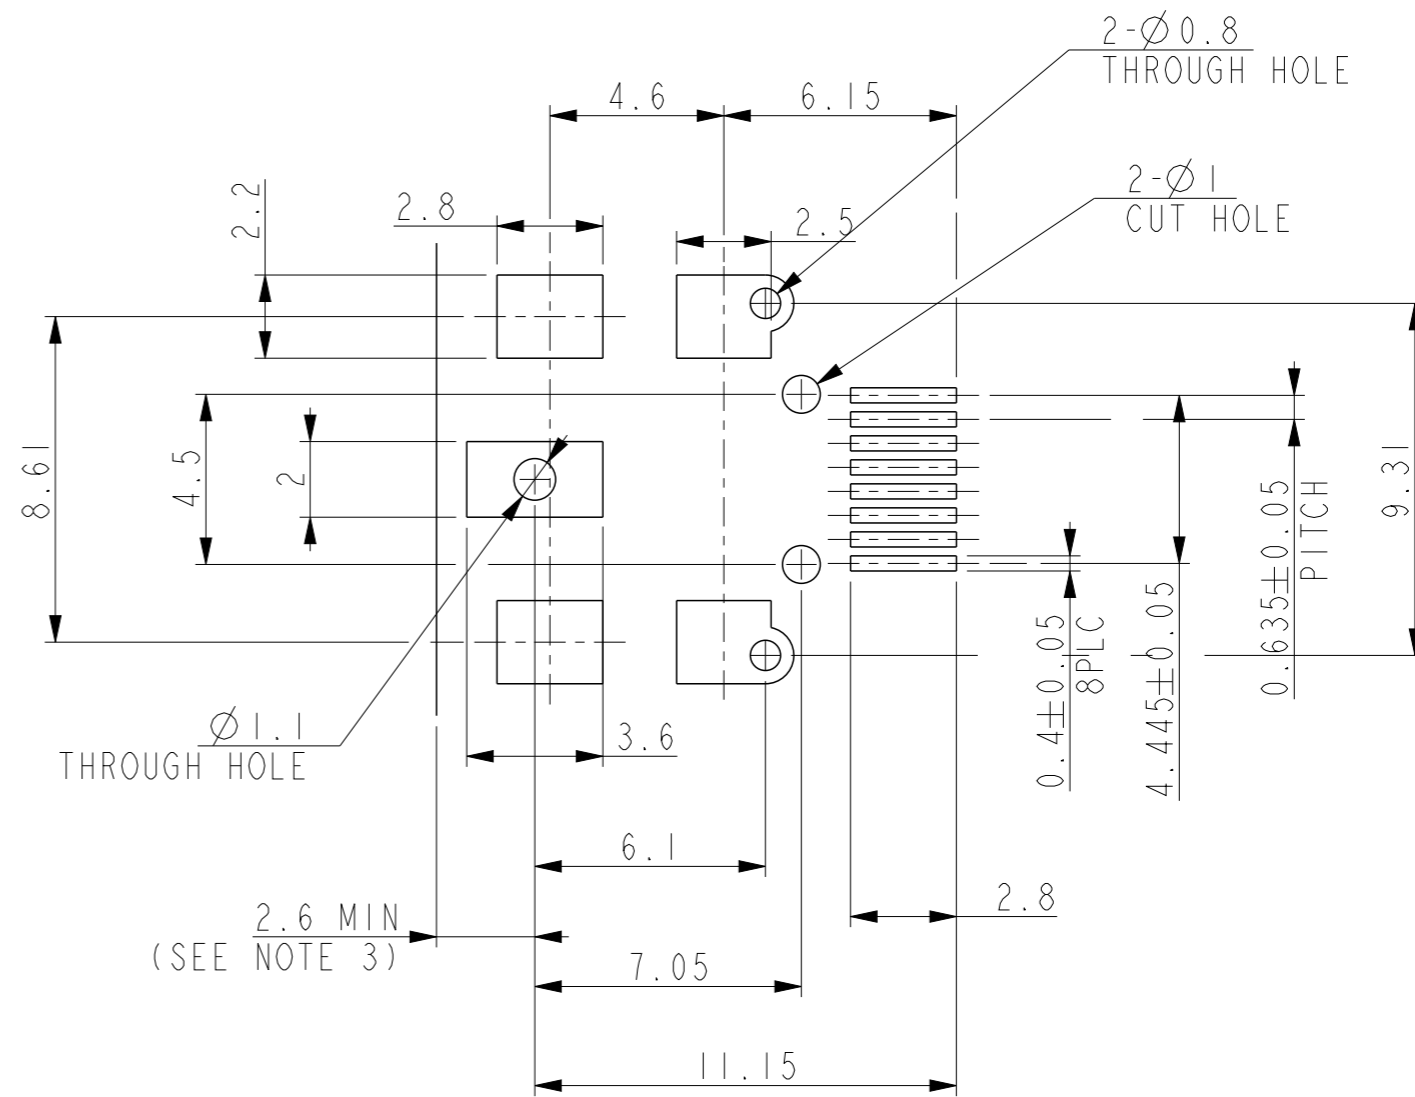 2-Ø0.8
THROUGH HOLE
4.6
6.15
2-Ø1
CUT HOLE
2.2
2.8
2.5
8.61
4.5
2
9.31
0.635±0.05
PITCH
4.445±0.05
0.4±0.05
8PLC
Ø1.1
THROUGH HOLE
3.6
6.1
2.8
2.6 MIN
(SEE NOTE 3)
7.05
11.15